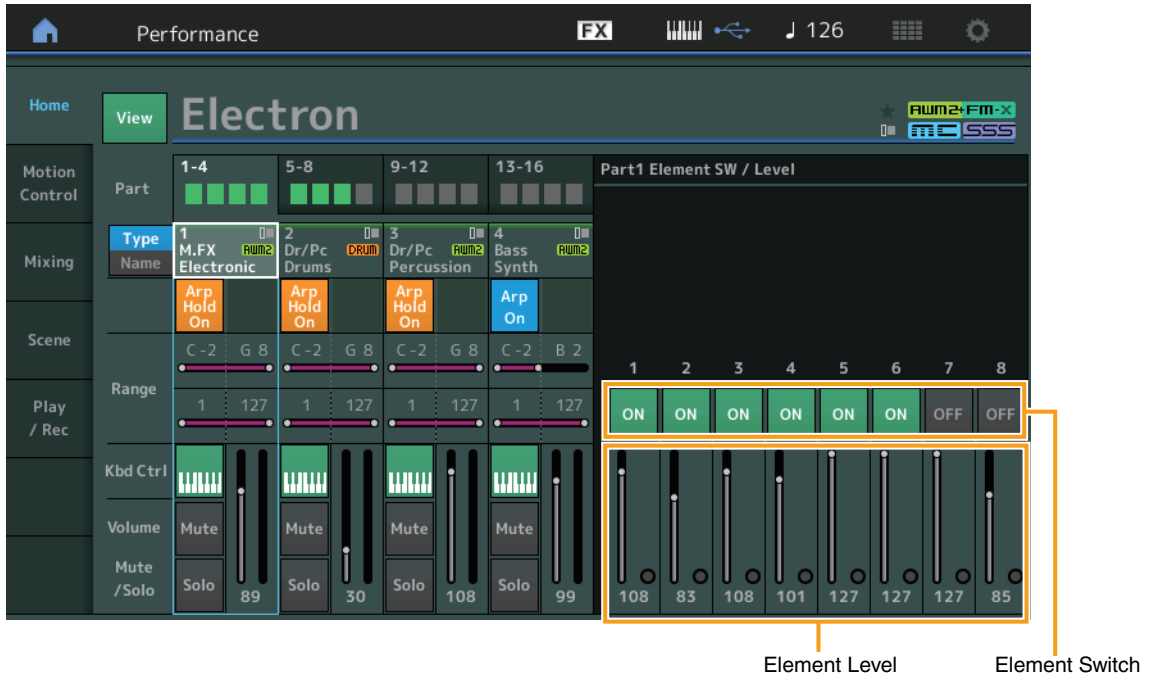 Performance
FX
126
Home
View
Electron
AWM2+FM-X
MC SSS
Motion
Control
Part
1-4
5-8
9-12
13-16
Part1 Element SW / Level
Mixing
Type
Name
1
M.FX AWM2
Electronic
2
Dr/Pc DRUM
Drums
3
Dr/Pc AWM2
Percussion
4
Bass AWM2
Synth
Arp
Hold
On
Arp
Hold
On
Arp
Hold
On
Arp
On
Scene
Range
C -2 G 8 C -2 G 8 C -2 G 8 C -2 B 2
1 2 3 4 5 6 7 8
Play
/ Rec
1 127 1 127 1 127 1 127
ON ON ON ON ON ON OFF OFF
Kbd Ctrl
Volume
Mute Mute Mute Mute
Mute
/Solo
Solo Solo Solo Solo
89 30 108 99
108 83 108 101 127 127 127 85
Element Level
Element Switch